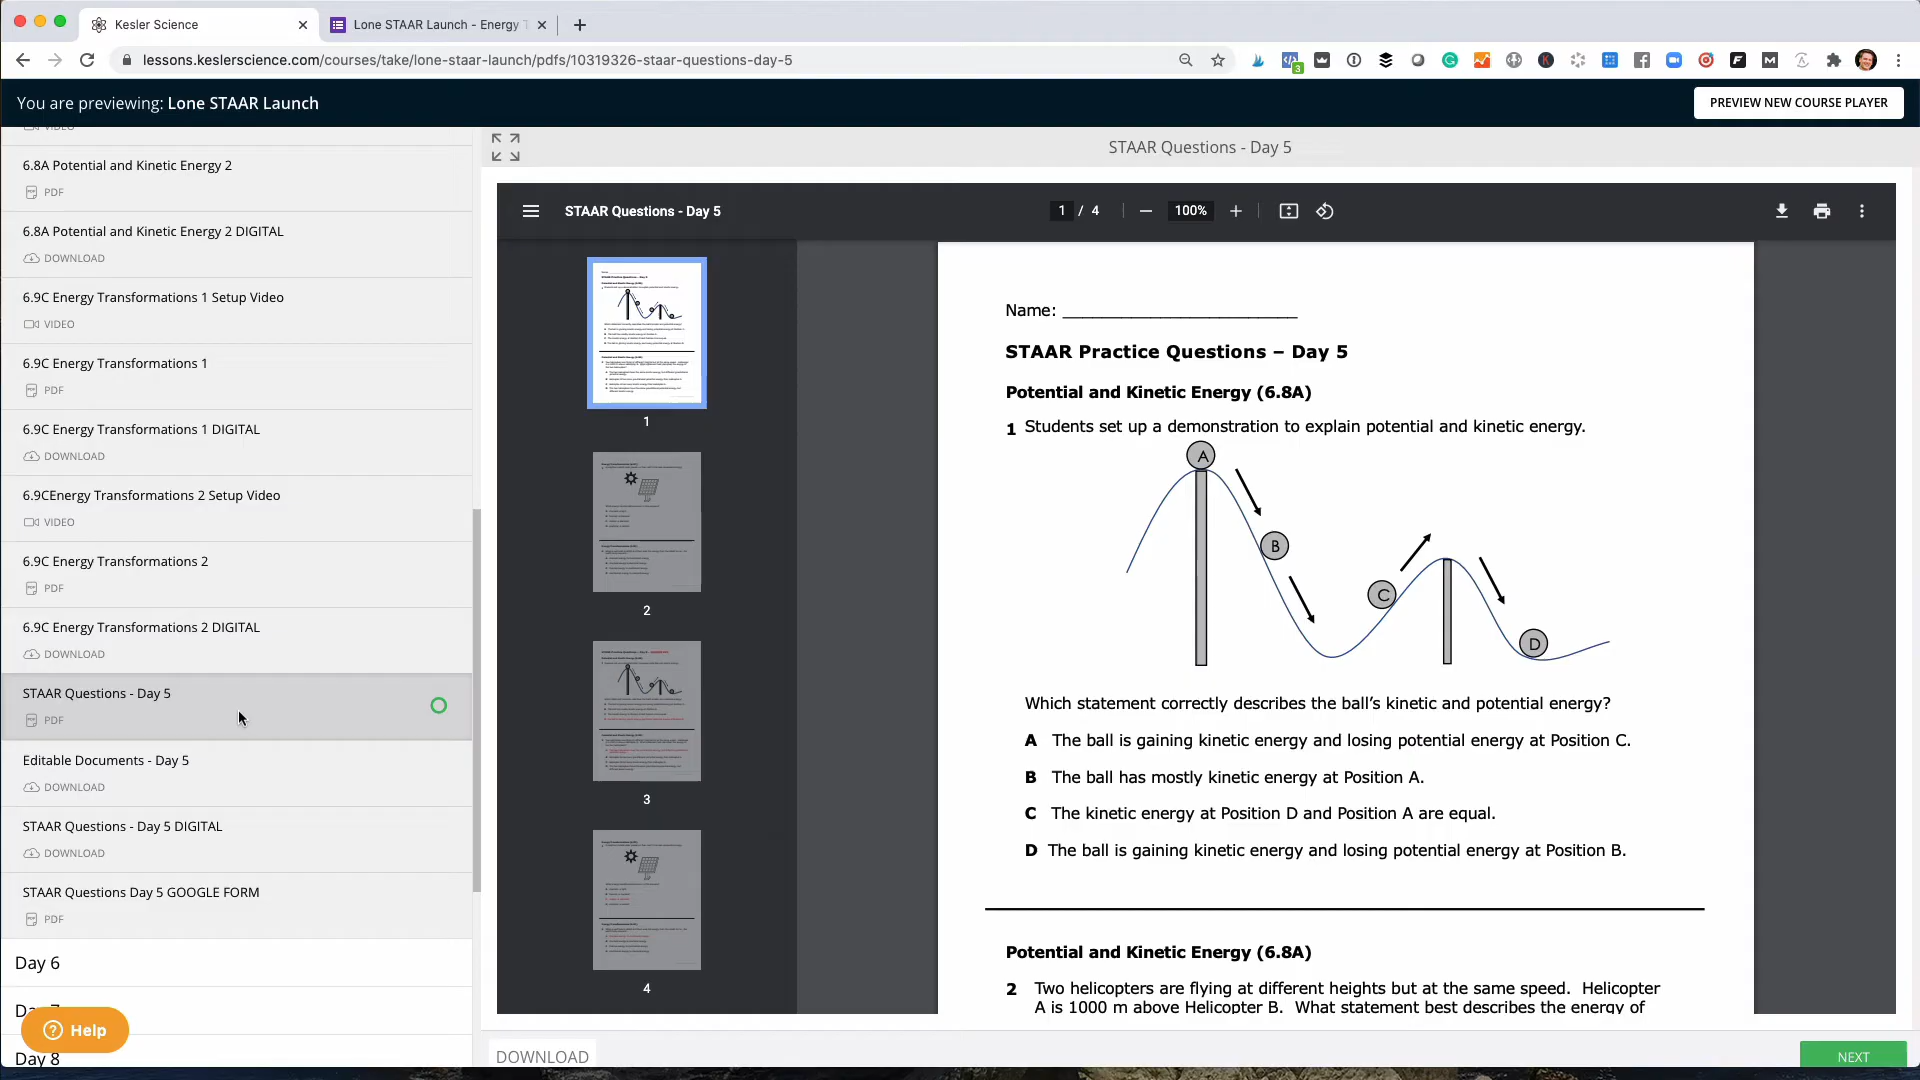 Kesler Science
Lone STAAR Launch - Energy
lessons.keslerscience.com/courses/take/lone-staar-launch/pdfs/10319326-staar-questions-day-5
3
You are previewing: Lone STAAR Launch
PREVIEW NEW COURSE PLAYER
VIDEO
6.8A Potential and Kinetic Energy 2
PDF
6.8A Potential and Kinetic Energy 2 DIGITAL
DOWNLOAD
6.9C Energy Transformations 1 Setup Video
VIDEO
6.9C Energy Transformations 1
PDF
6.9C Energy Transformations 1 DIGITAL
DOWNLOAD
6.9CEnergy Transformations 2 Setup Video
VIDEO
6.9C Energy Transformations 2
PDF
6.9C Energy Transformations 2 DIGITAL
DOWNLOAD
STAAR Questions - Day 5
PDF
Editable Documents - Day 5
DOWNLOAD
STAAR Questions - Day 5 DIGITAL
DOWNLOAD
STAAR Questions Day 5 GOOGLE FORM
PDF
Day 6
Day 7
Help
Day 8
STAAR Questions - Day 5
STAAR Questions - Day 5
1 / 4
100%
1
2
3
4
Name:
STAAR Practice Questions – Day 5
Potential and Kinetic Energy (6.8A)
1 Students set up a demonstration to explain potential and kinetic energy.
A
B
C
D
Which statement correctly describes the ball's kinetic and potential energy?
A The ball is gaining kinetic energy and losing potential energy at Position C.
B The ball has mostly kinetic energy at Position A.
C The kinetic energy at Position D and Position A are equal.
D The ball is gaining kinetic energy and losing potential energy at Position B.
Potential and Kinetic Energy (6.8A)
2 Two helicopters are flying at different heights but at the same speed. Helicopter
A is 1000 m above Helicopter B. What statement best describes the energy of
DOWNLOAD
NEXT